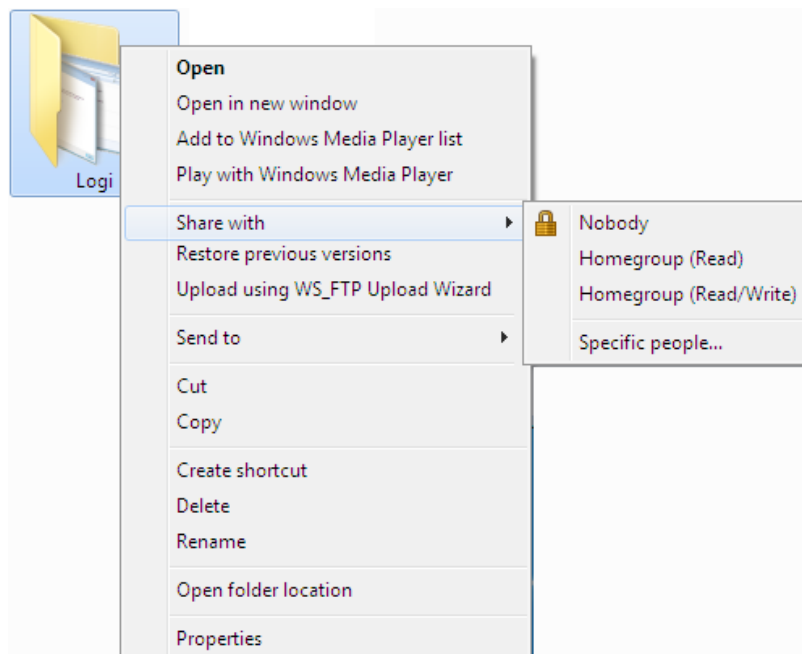 Logi
Open
Open in new window
Add to Windows Media Player list
Play with Windows Media Player
Share with
Restore previous versions
Upload using WS_FTP Upload Wizard
Send to
Cut
Copy
Create shortcut
Delete
Rename
Open folder location
Properties
Nobody
Homegroup (Read)
Homegroup (Read/Write)
Specific people...